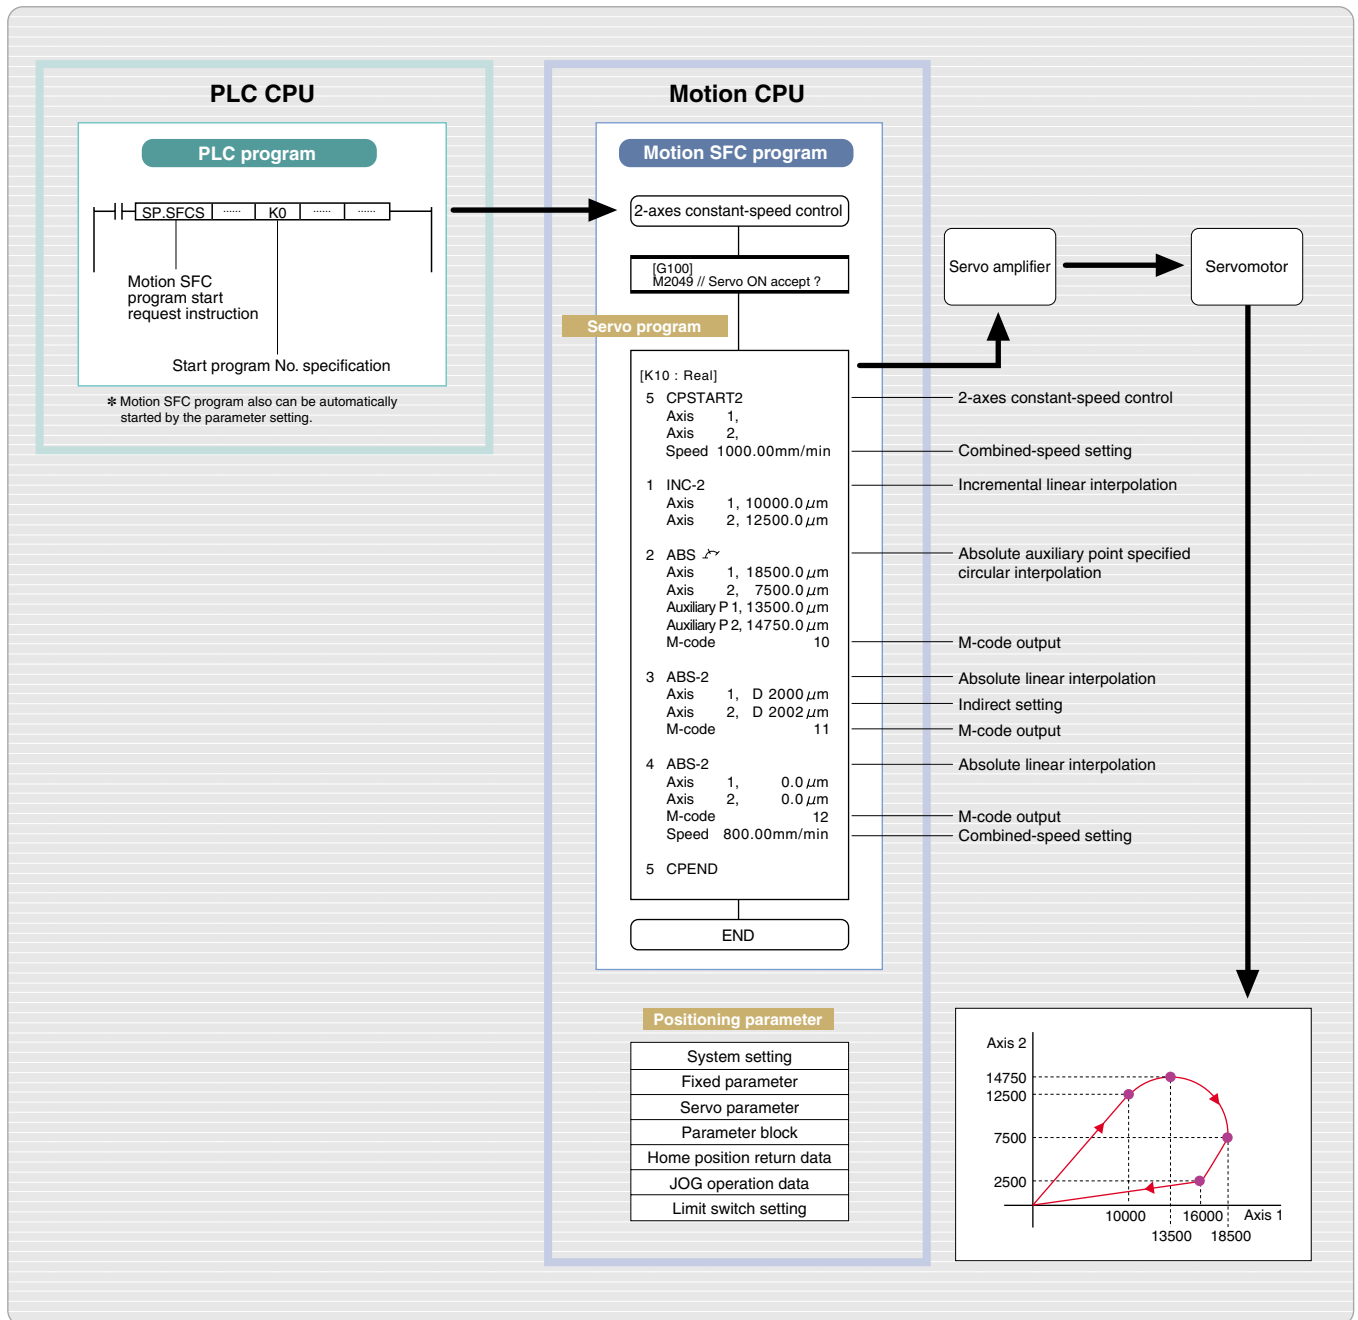 PLC CPU
PLC program
SP.SFCS ······ K0 ······ ······
Motion SFC
program start
request instruction
Start program No. specification
✽ Motion SFC program also can be automatically
started by the parameter setting.
Motion CPU
Motion SFC program
2-axes constant-speed control
[G100]
M2049 // Servo ON accept ?
Servo program
[K10 : Real]
5 CPSTART2
Axis 1,
Axis 2,
Speed 1000.00mm/min
1 INC-2
Axis 1, 10000.0 μm
Axis 2, 12500.0 μm
2 ABS
Axis 1, 18500.0 μm
Axis 2, 7500.0 μm
Auxiliary P 1, 13500.0 μm
Auxiliary P 2, 14750.0 μm
M-code 10
3 ABS-2
Axis 1, D 2000 μm
Axis 2, D 2002 μm
M-code 11
4 ABS-2
Axis 1, 0.0 μm
Axis 2, 0.0 μm
M-code 12
Speed 800.00mm/min
5 CPEND
END
2-axes constant-speed control
Combined-speed setting
Incremental linear interpolation
Absolute auxiliary point specified
circular interpolation
M-code output
Absolute linear interpolation
Indirect setting
M-code output
Absolute linear interpolation
M-code output
Combined-speed setting
Servo amplifier
Servomotor
Positioning parameter
System setting
Fixed parameter
Servo parameter
Parameter block
Home position return data
JOG operation data
Limit switch setting
Axis 2
14750
12500
7500
2500
10000 16000 Axis 1
13500 18500